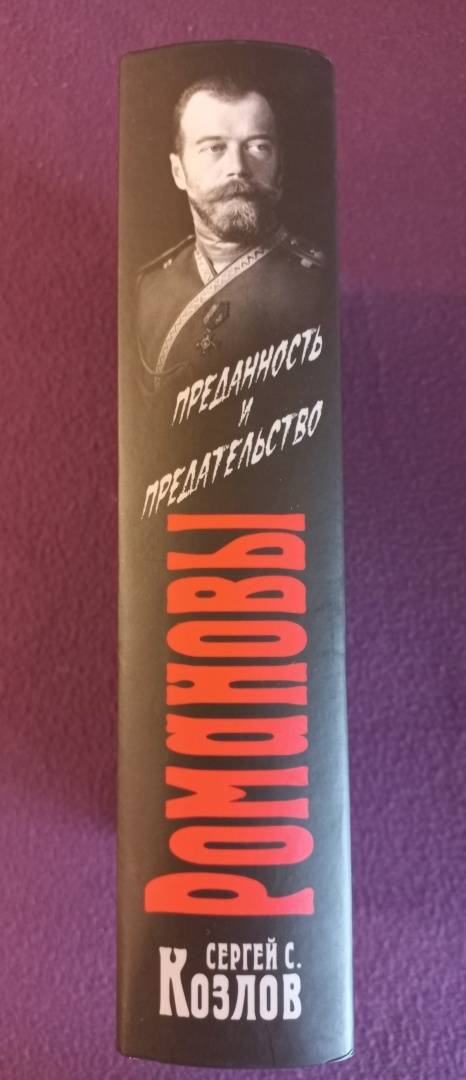 ПРЕДАННОСТЬ
И
ПРЕДАТЕЛЬСТВО
РОМАНОВЫ
СЕРГЕЙ С.
КОЗЛОВ